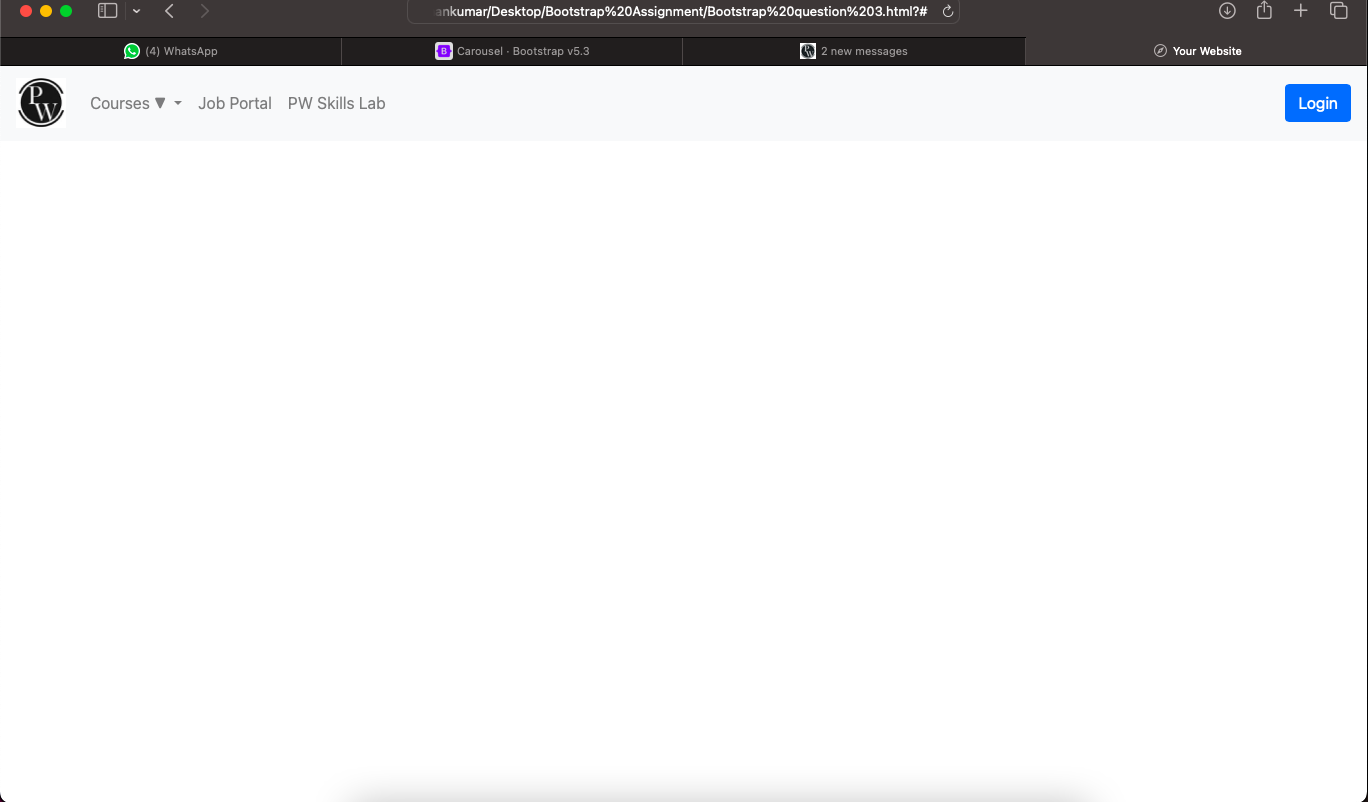 ankumar/Desktop/Bootstrap%20Assignment/Bootstrap%20question%203.html?#
(4) WhatsApp
B Carousel · Bootstrap v5.3
PW 2 new messages
Your Website
PW Courses ▼ Job Portal PW Skills Lab Login